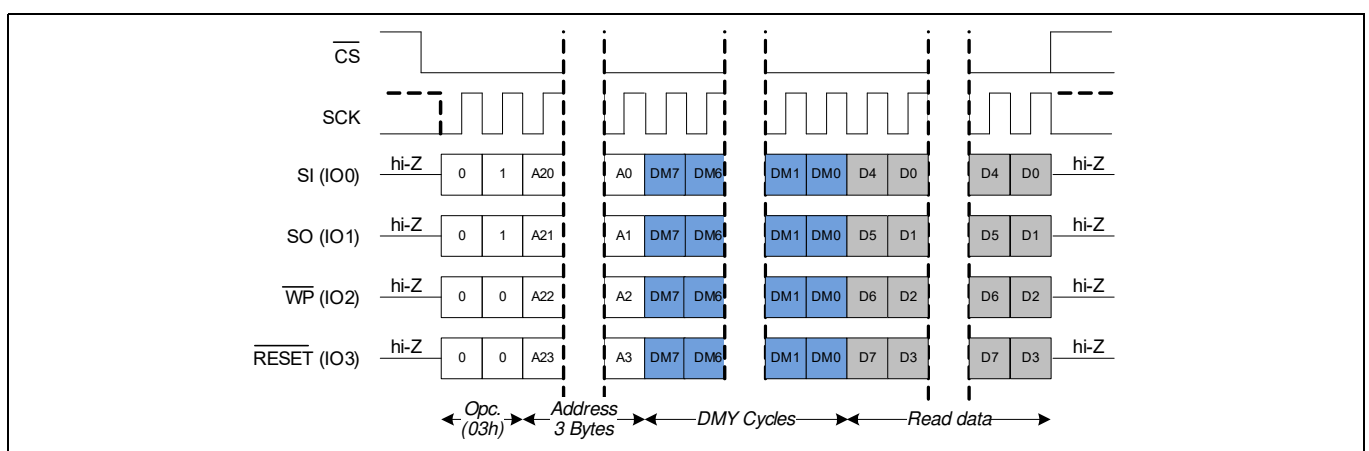 CS
SCK
SI (IO0) hi-Z 0 1 A20 A0 DM7 DM6 DM1 DM0 D4 D0 D4 D0 hi-Z
SO (IO1) hi-Z 0 1 A21 A1 DM7 DM6 DM1 DM0 D5 D1 D5 D1 hi-Z
WP (IO2) hi-Z 0 0 A22 A2 DM7 DM6 DM1 DM0 D6 D2 D6 D2 hi-Z
RESET (IO3) hi-Z 0 0 A23 A3 DM7 DM6 DM1 DM0 D7 D3 D7 D3 hi-Z
Opc. Address DMY Cycles Read data
(03h) 3 Bytes